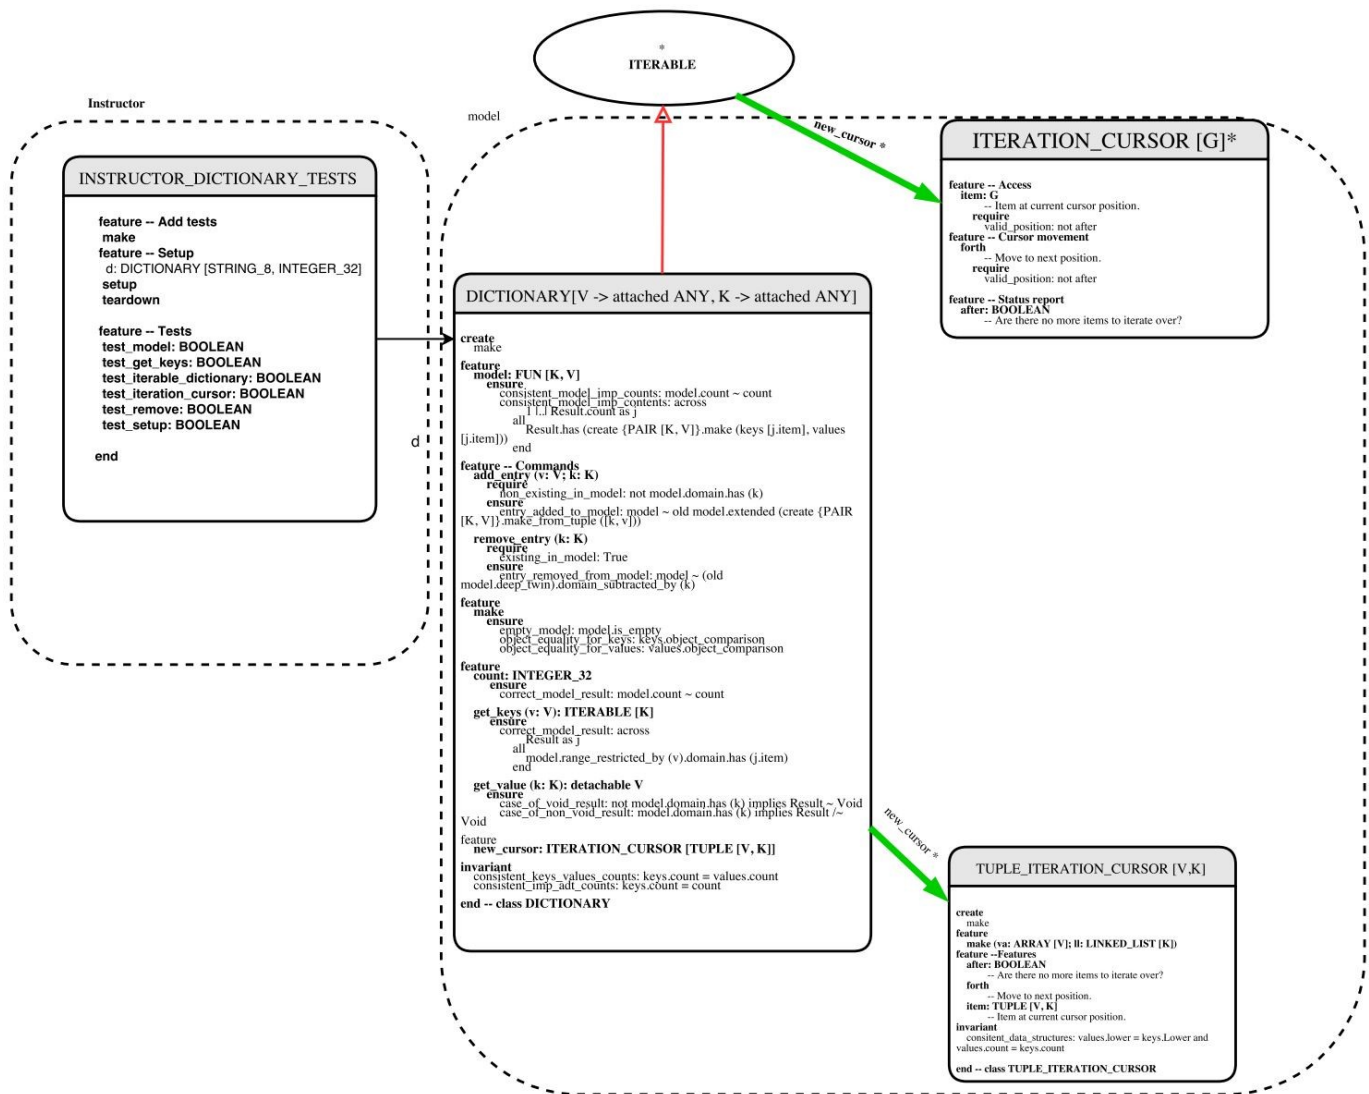 *
ITERABLE
Instructor
model
new_cursor *
INSTRUCTOR_DICTIONARY_TESTS
feature -- Add tests
make
feature -- Setup
d: DICTIONARY [STRING_8, INTEGER_32]
setup
teardown
feature -- Tests
test_model: BOOLEAN
test_get_keys: BOOLEAN
test_iterable_dictionary: BOOLEAN
test_iteration_cursor: BOOLEAN
test_remove: BOOLEAN
test_setup: BOOLEAN
end
d
ITERATION_CURSOR [G]*
feature -- Access
item: G
-- Item at current cursor position.
require
valid_position: not after
feature -- Cursor movement
forth
-- Move to next position.
require
valid_position: not after
feature -- Status report
after: BOOLEAN
-- Are there no more items to iterate over?
DICTIONARY[V -> attached ANY, K -> attached ANY]
create
make
feature
model: FUN [K, V]
ensure
consistent_model_imp_counts: model.count ~ count
consistent_model_imp_contents: across
1 |..| Result.count as j
all
Result.has (create {PAIR [K, V]}.make (keys [j.item], values
[j.item]))
end
feature -- Commands
add_entry (v: V; k: K)
require
non_existing_in_model: not model.domain.has (k)
ensure
entry_added_to_model: model ~ old model.extended (create {PAIR
[K, V]}.make_from_tuple ([k, v]))
remove_entry (k: K)
require
existing_in_model: True
ensure
entry_removed_from_model: model ~ (old
model.deep_twin).domain_subtracted_by (k)
feature
make
ensure
empty_model: model.is_empty
object_equality_for_keys: keys.object_comparison
object_equality_for_values: values.object_comparison
feature
count: INTEGER_32
ensure
correct_model_result: model.count ~ count
get_keys (v: V): ITERABLE [K]
ensure
correct_model_result: across
Result as j
all
model.range_restricted_by (v).domain.has (j.item)
end
get_value (k: K): detachable V
ensure
case_of_void_result: not model.domain.has (k) implies Result ~ Void
case_of_non_void_result: model.domain.has (k) implies Result /~
Void
feature
new_cursor: ITERATION_CURSOR [TUPLE [V, K]]
invariant
consistent_keys_values_counts: keys.count = values.count
consistent_imp_adt_counts: keys.count = count
end -- class DICTIONARY
new_cursor *
TUPLE_ITERATION_CURSOR [V,K]
create
make
feature
make (va: ARRAY [V]; ll: LINKED_LIST [K])
feature --Features
after: BOOLEAN
-- Are there no more items to iterate over?
forth
-- Move to next position.
item: TUPLE [V, K]
-- Item at current cursor position.
invariant
consitent_data_structures: values.lower = keys.Lower and
values.count = keys.count
end -- class TUPLE_ITERATION_CURSOR